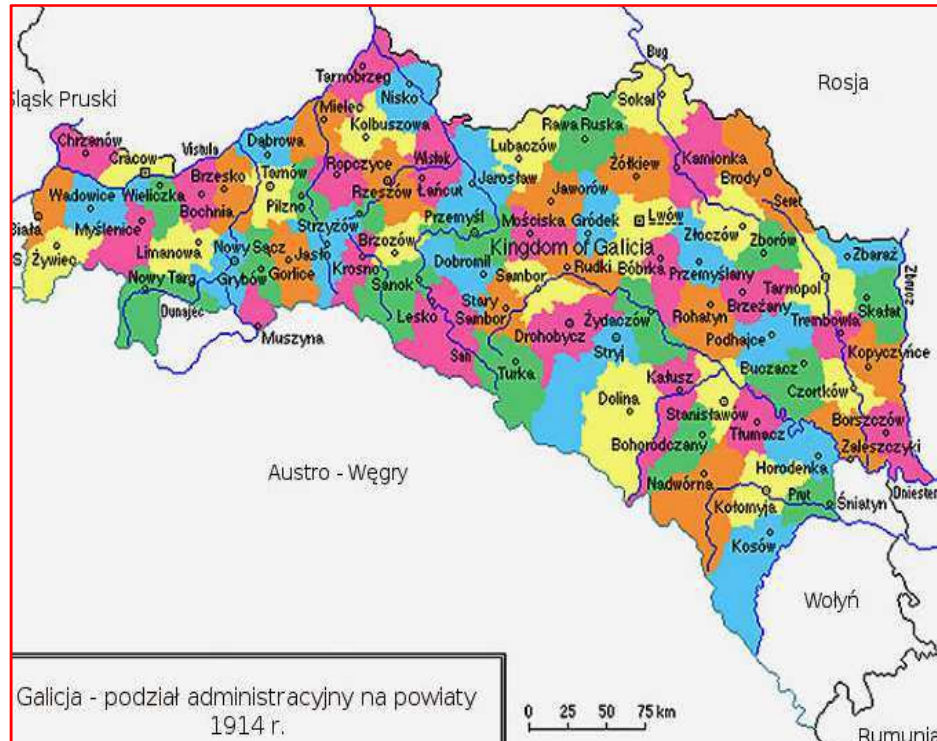 Bug
Rosja
Tarnobrzeg
Nisko
Śląsk Pruski
Sokal
Mielec
Kolbuszowa
Rawa Ruska
Chrzanów
Cracow
Vistula
Dąbrowa
Lubaczów
Kamionka
Ropczyce
Wisłok
Żółkiew
Brody
Wadowice
Wieliczka
Brzesko
Tarnów
Rzeszów
Łańcut
Jarosław
Jaworów
Bochnia
Pilzno
Seret
Biała
Myślenice
Strzyżów
Przemyśl
Mościska
Gródek
Lwów
Złoczów
Zborów
Żywiec
Limanowa
Nowy Sącz
Jasło
Brzozów
Kingdom of Galicia
Zbaraż
Nowy Targ
Grybów
Gorlice
Krosno
Dobromil
Sambor
Rudki
Bóbrka
Przemyślany
Tarnopol
Zbrucz
Sanok
Dunajec
Lesko
Stary
Sambor
Brzeżany
Skałat
Muszyna
Drohobycz
Żydaczów
Rohatyn
Trembowla
San
Stryj
Podhajce
Kopyczyńce
Turka
Buczacz
Kałusz
Czortków
Dolina
Stanisławów
Borszczów
Tłumacz
Bohorodczany
Zaleszczyki
Austro - Węgry
Horodenka
Nadwórna
Dniester
Prut
Kołomyja
Śniatyn
Kosów
Wołyń
Galicja - podział administracyjny na powiaty
1914 r.
0 25 50 75 km
Rumunia